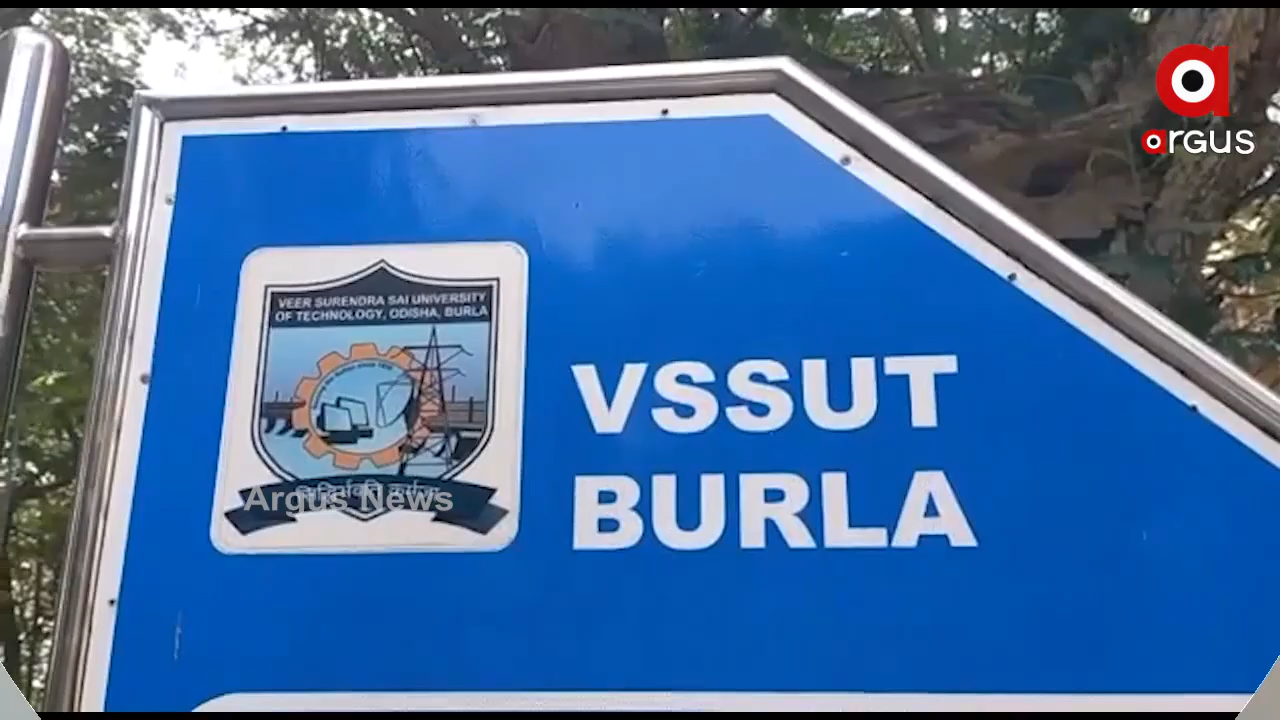 argus
VEER SURENDRA SAI UNIVERSITY
OF TECHNOLOGY, ODISHA, BURLA
VSSUT
BURLA
Argus News